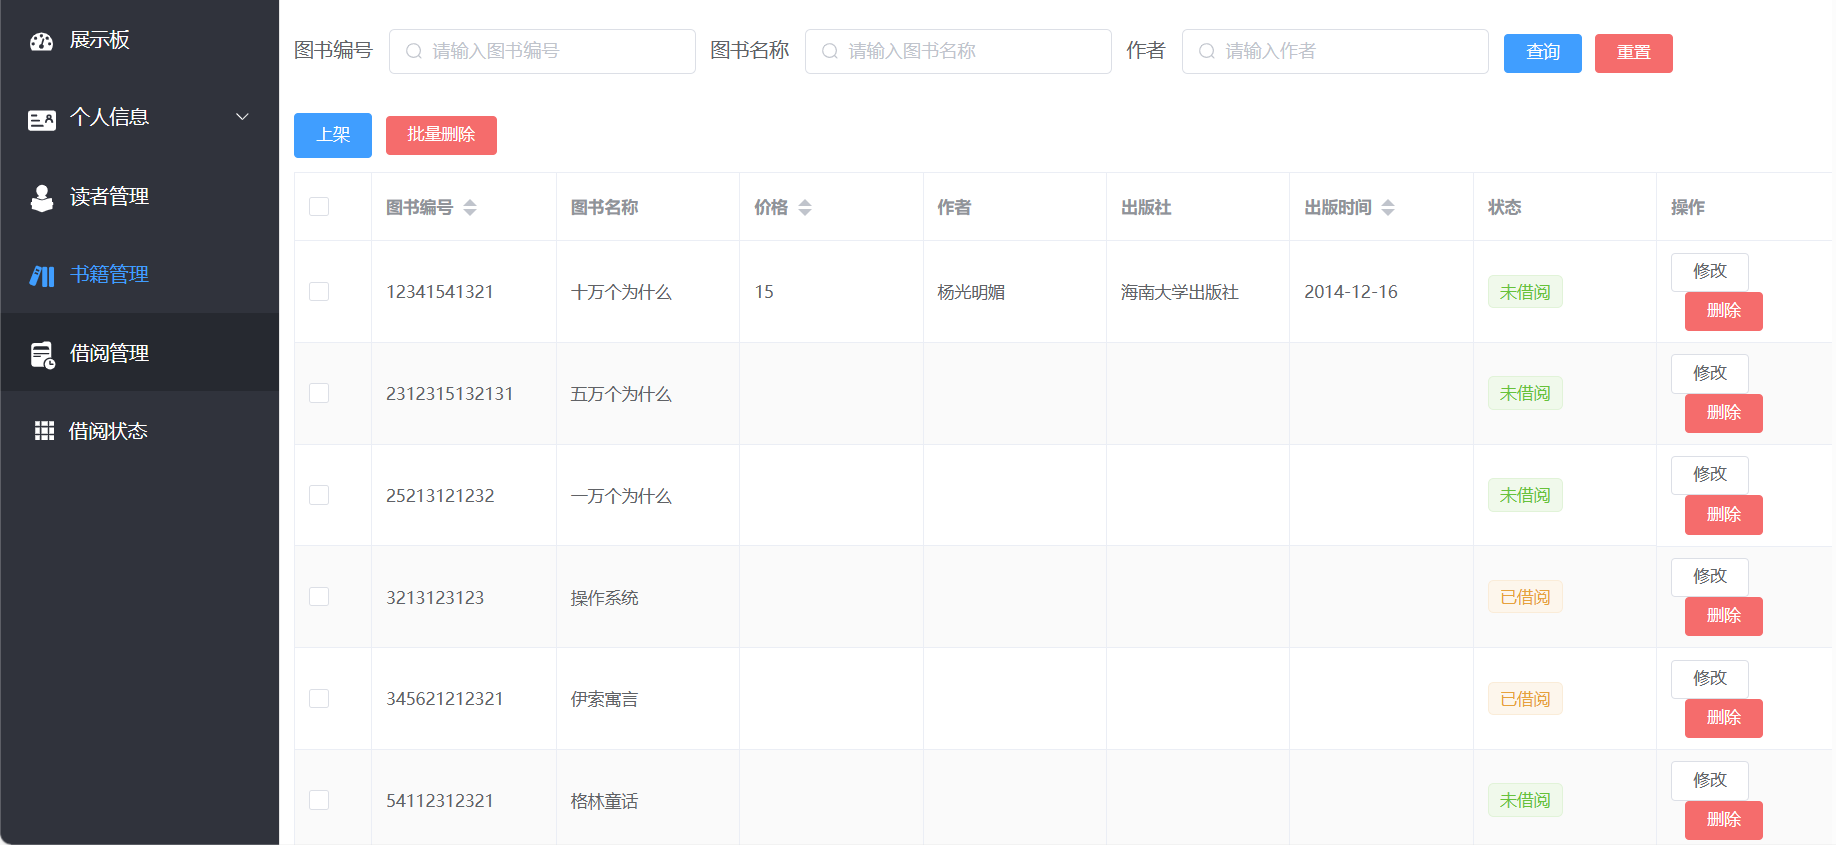 展示板
个人信息
读者管理
书籍管理
借阅管理
借阅状态
图书编号 请输入图书编号 图书名称 请输入图书名称 作者 请输入作者 查询 重置
上架 批量删除
图书编号 图书名称 价格 作者 出版社 出版时间 状态 操作
12341541321 十万个为什么 15 杨光明媚 海南大学出版社 2014-12-16 未借阅 修改
删除
2312315132131 五万个为什么 未借阅 修改
删除
25213121232 一万个为什么 未借阅 修改
删除
3213123123 操作系统 已借阅 修改
删除
345621212321 伊索寓言 已借阅 修改
删除
54112312321 格林童话 未借阅 修改
删除